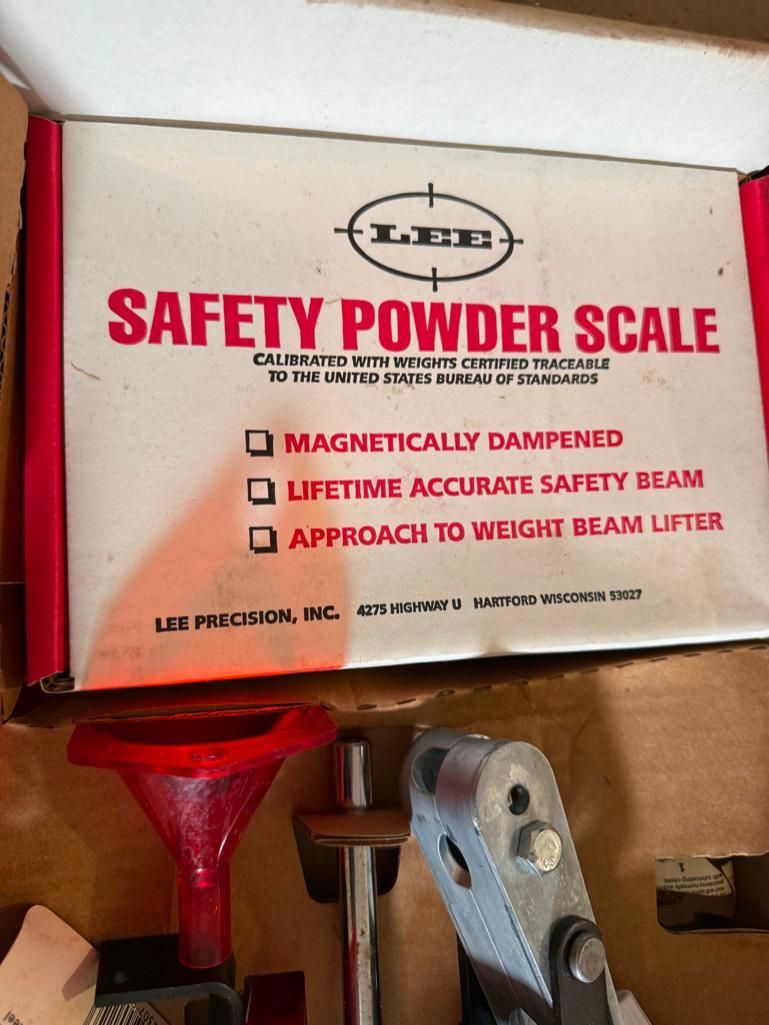 LEE
SAFETY POWDER SCALE
CALIBRATED WITH WEIGHTS CERTIFIED TRACEABLE
TO THE UNITED STATES BUREAU OF STANDARDS
❏ MAGNETICALLY DAMPENED
❏ LIFETIME ACCURATE SAFETY BEAM
❏ APPROACH TO WEIGHT BEAM LIFTER
LEE PRECISION, INC. 4275 HIGHWAY U HARTFORD WISCONSIN 53027